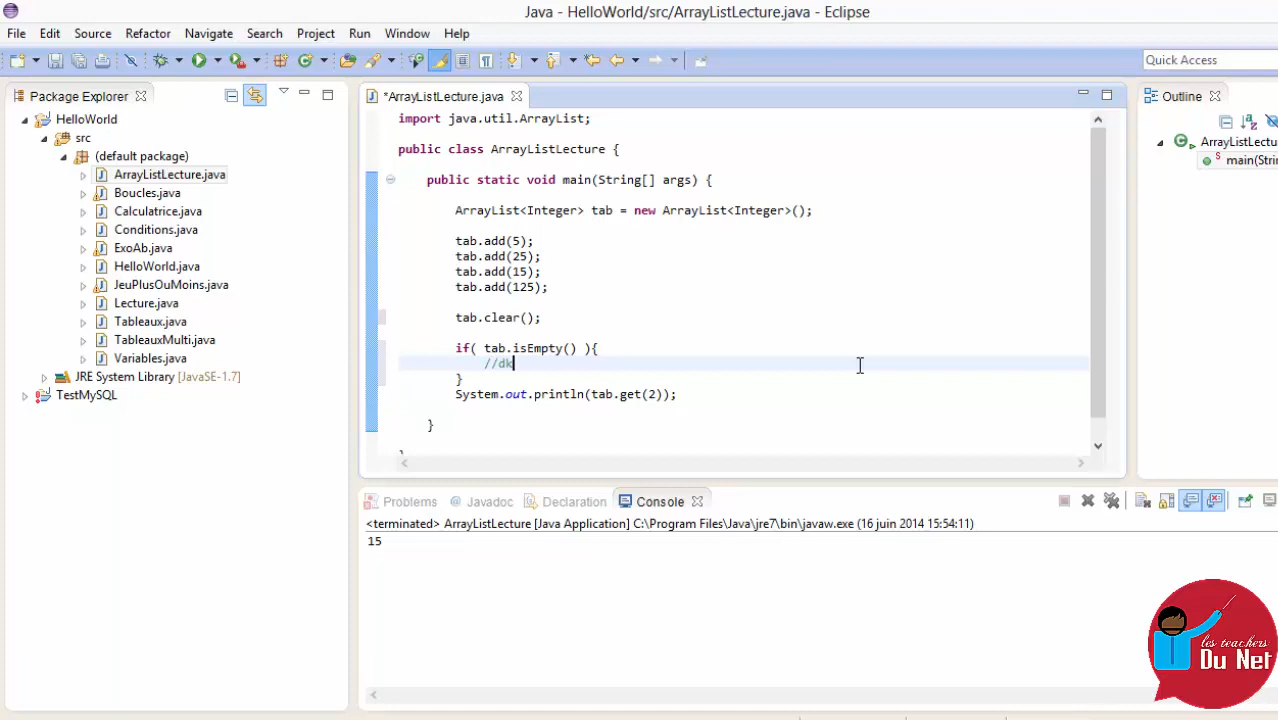 Java - HelloWorld/src/ArrayListLecture.java - Eclipse
File Edit Source Refactor Navigate Search Project Run Window Help
Quick Access
Package Explorer
HelloWorld
src
(default package)
ArrayListLecture.java
Boucles.java
Calculatrice.java
Conditions.java
ExoAb.java
HelloWorld.java
JeuPlusOuMoins.java
Lecture.java
Tableaux.java
TableauxMulti.java
Variables.java
JRE System Library [JavaSE-1.7]
TestMySQL
*ArrayListLecture.java
import java.util.ArrayList;
public class ArrayListLecture {
public static void main(String[] args) {
ArrayList<Integer> tab = new ArrayList<Integer>();
tab.add(5);
tab.add(25);
tab.add(15);
tab.add(125);
tab.clear();
if( tab.isEmpty() ){
//dk
}
System.out.println(tab.get(2));
}
Outline
ArrayListLectur
main(Strin
Problems Javadoc Declaration Console
<terminated> ArrayListLecture [Java Application] C:\Program Files\Java\jre7\bin\javaw.exe (16 juin 2014 15:54:11)
15
les teachers
Du Net